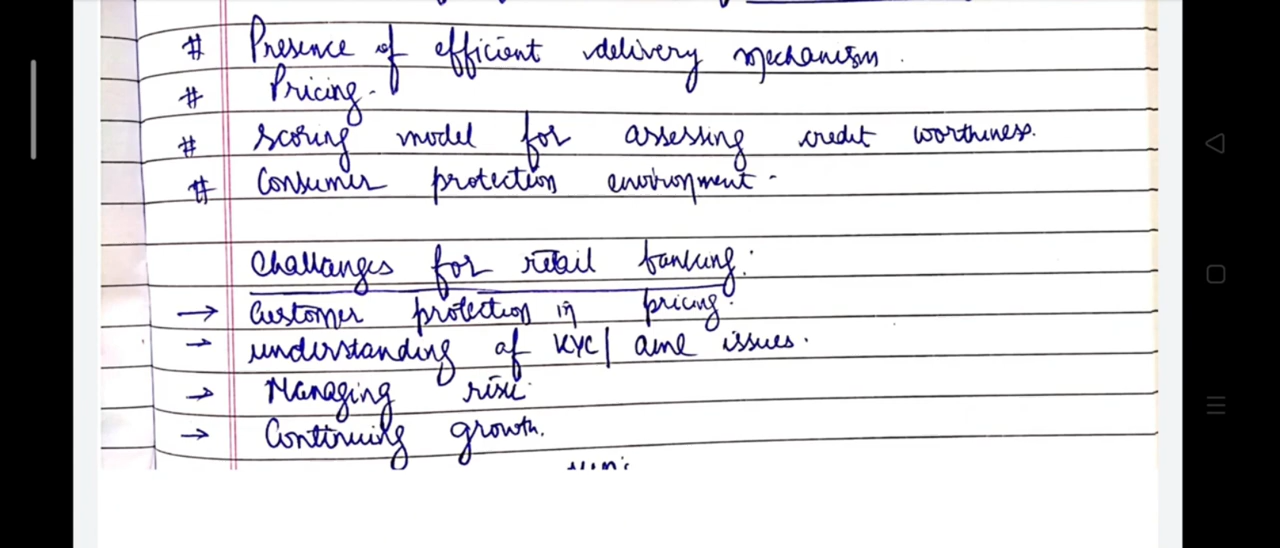 # Presence of efficient delivery mechanism.
# Pricing.
# Scoring model for assessing credit worthiness.
# Consumer protection environment.
Challanges for retail banking:
→ Customer protection in pricing.
→ understanding of KYC/ aml issues.
→ Managing risk.
→ Continuing growth.